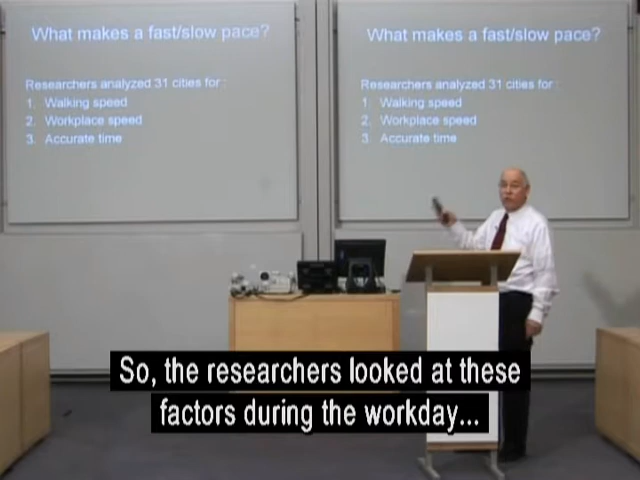 What makes a fast/slow pace?
Researchers analyzed 31 cities for:
1. Walking speed
2. Workplace speed
3. Accurate time
What makes a fast/slow pace?
Researchers analyzed 31 cities for:
1. Walking speed
2. Workplace speed
3. Accurate time
So, the researchers looked at these
factors during the workday...